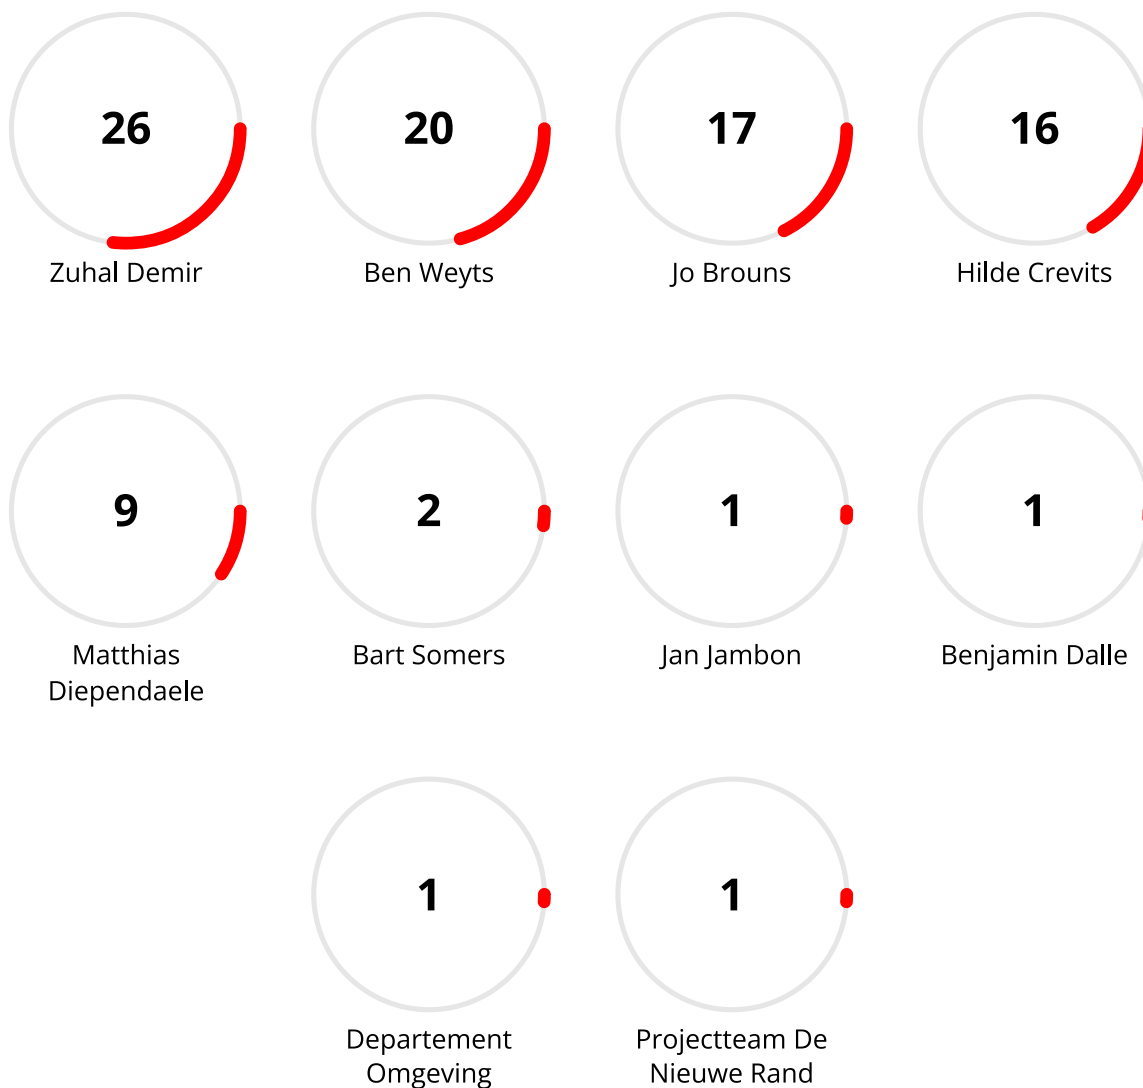 26
20
17
16
Zuhal Demir
Ben Weyts
Jo Brouns
Hilde Crevits
9
2
1
1
Matthias
Diependaele
Bart Somers
Jan Jambon
Benjamin Dalle
1
1
Departement
Omgeving
Projectteam De
Nieuwe Rand